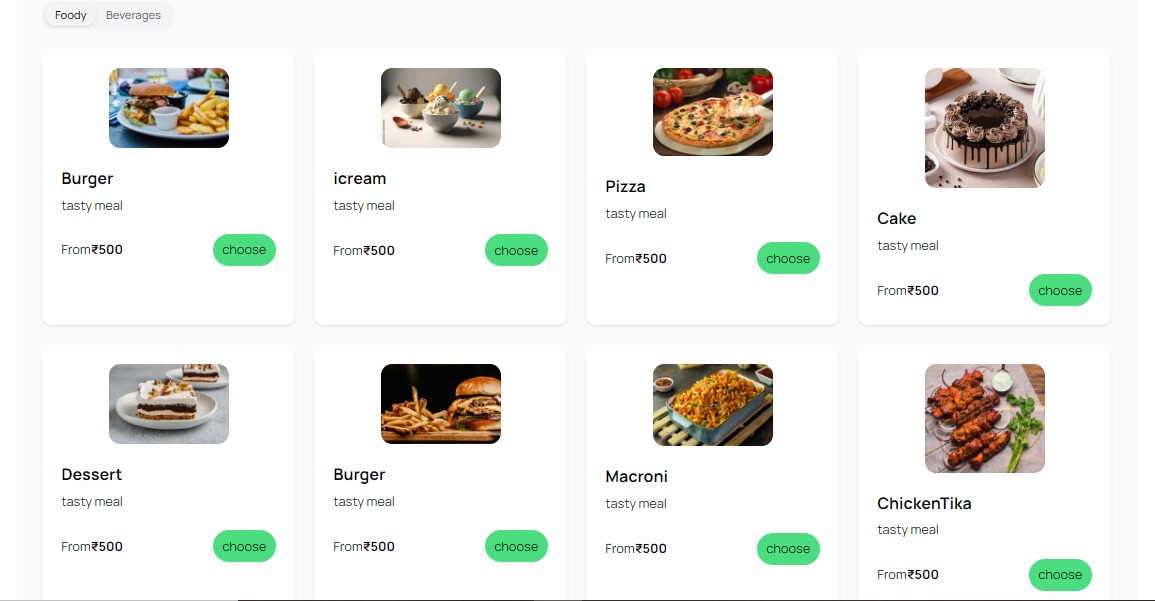 Foody Beverages
Burger
tasty meal
From₹500 choose
icream
tasty meal
From₹500 choose
Pizza
tasty meal
From₹500 choose
Cake
tasty meal
From₹500 choose
Dessert
tasty meal
From₹500 choose
Burger
tasty meal
From₹500 choose
Macroni
tasty meal
From₹500 choose
ChickenTika
tasty meal
From₹500 choose